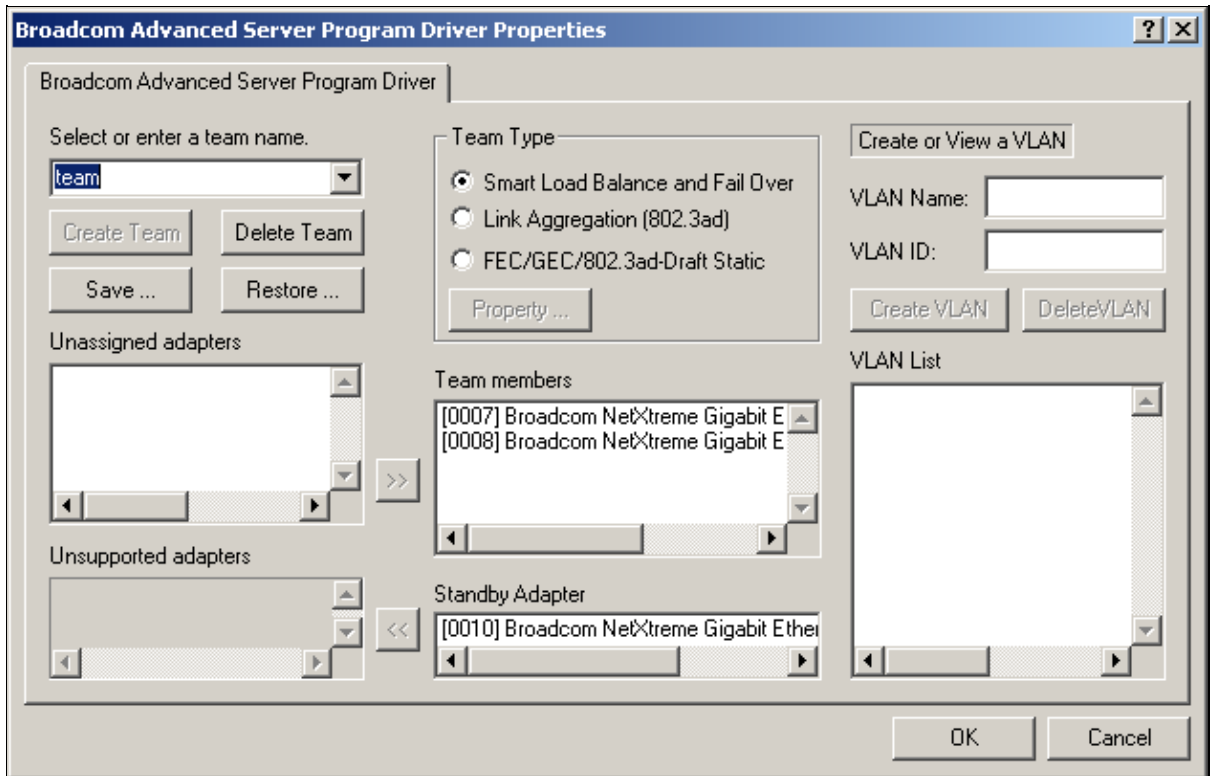 Broadcom Advanced Server Program Driver Properties
Broadcom Advanced Server Program Driver
Select or enter a team name.
team
Create Team
Delete Team
Save ...
Restore ...
Unassigned adapters
>>
Unsupported adapters
<<
Team Type
Smart Load Balance and Fail Over
Link Aggregation (802.3ad)
FEC/GEC/802.3ad-Draft Static
Property ...
Team members
[0007] Broadcom NetXtreme Gigabit E
[0008] Broadcom NetXtreme Gigabit E
Standby Adapter
[0010] Broadcom NetXtreme Gigabit Ether
Create or View a VLAN
VLAN Name:
VLAN ID:
Create VLAN
DeleteVLAN
VLAN List
OK
Cancel